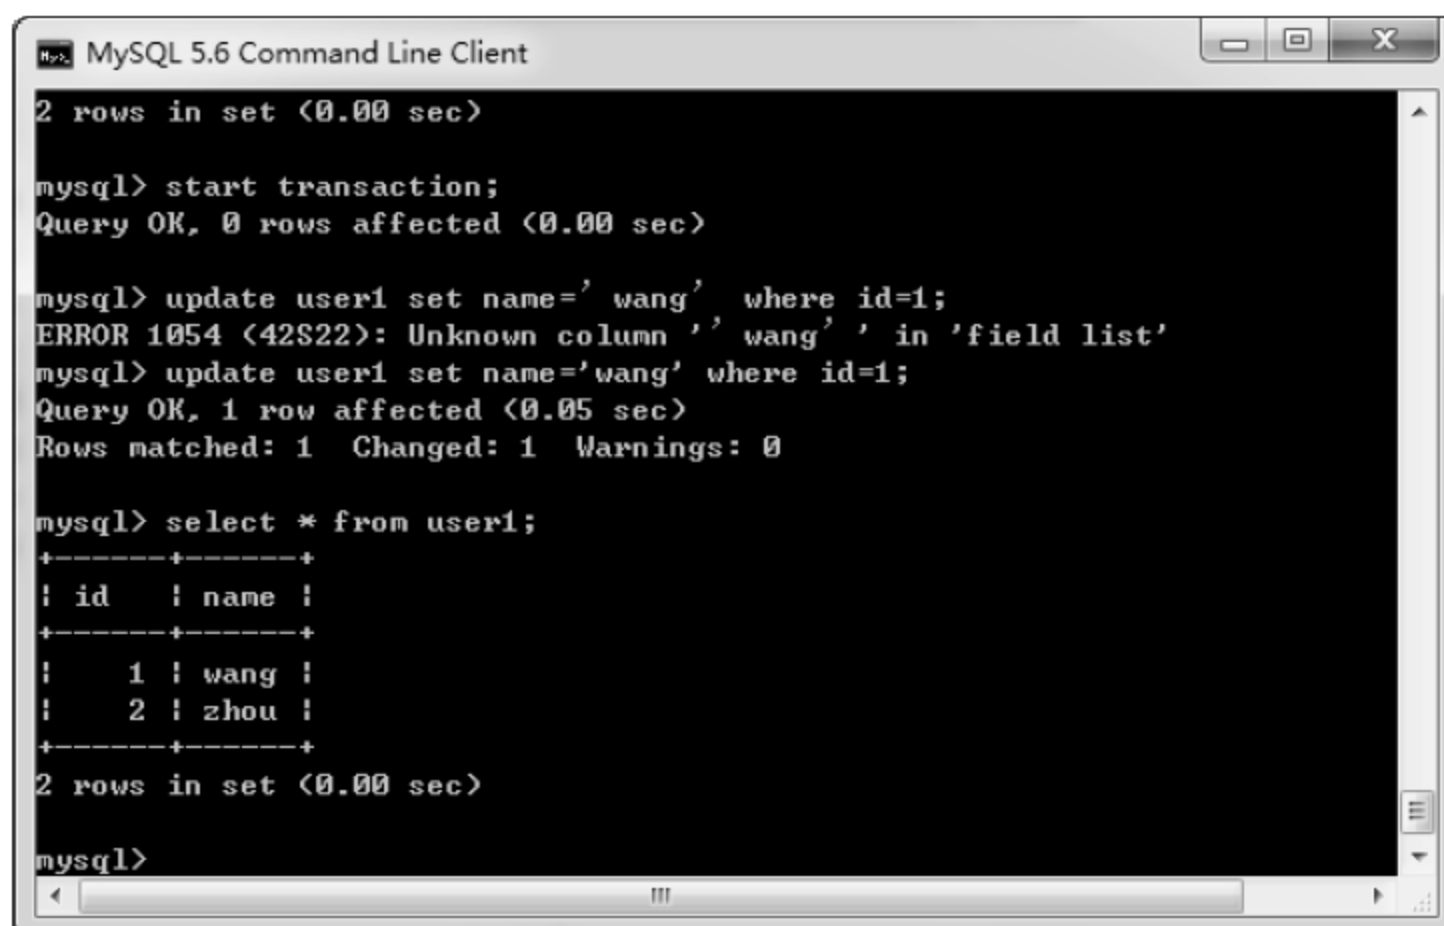 MySQL 5.6 Command Line Client
2 rows in set (0.00 sec)
mysql> start transaction;
Query OK, 0 rows affected (0.00 sec)
mysql> update user1 set name=’ wang’  where id=1;
ERROR 1054 (42S22): Unknown column '’ wang’ ' in 'field list'
mysql> update user1 set name='wang' where id=1;
Query OK, 1 row affected (0.05 sec)
Rows matched: 1  Changed: 1  Warnings: 0
mysql> select * from user1;
+------+------+
| id   | name |
+------+------+
|    1 | wang |
|    2 | zhou |
+------+------+
2 rows in set (0.00 sec)
mysql>